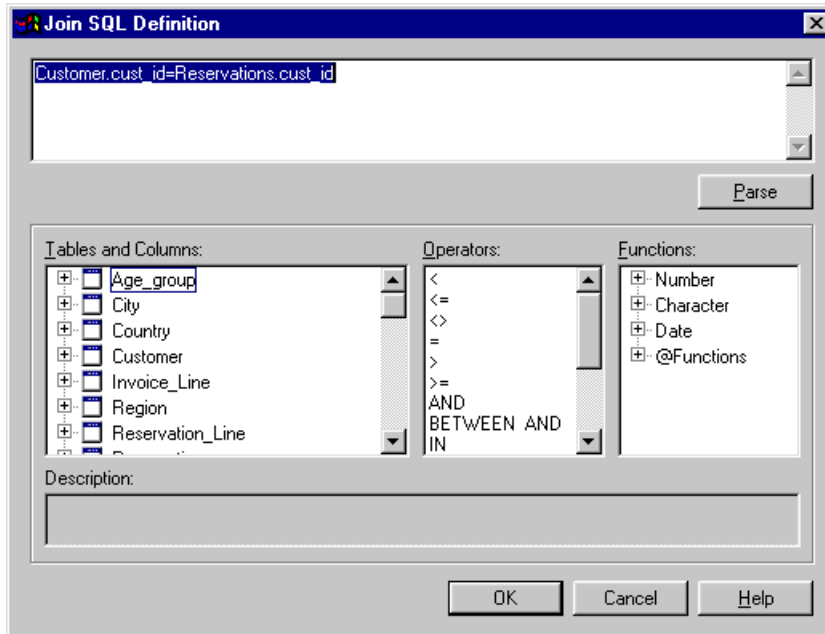 Join SQL Definition
Customer.cust_id=Reservations.cust_id
Parse
Tables and Columns:
Age_group
City
Country
Customer
Invoice_Line
Region
Reservation_Line
Operators:
<
<=
<>
=
>
>=
AND
BETWEEN AND
IN
Functions:
Number
Character
Date
@Functions
Description:
OK
Cancel
Help